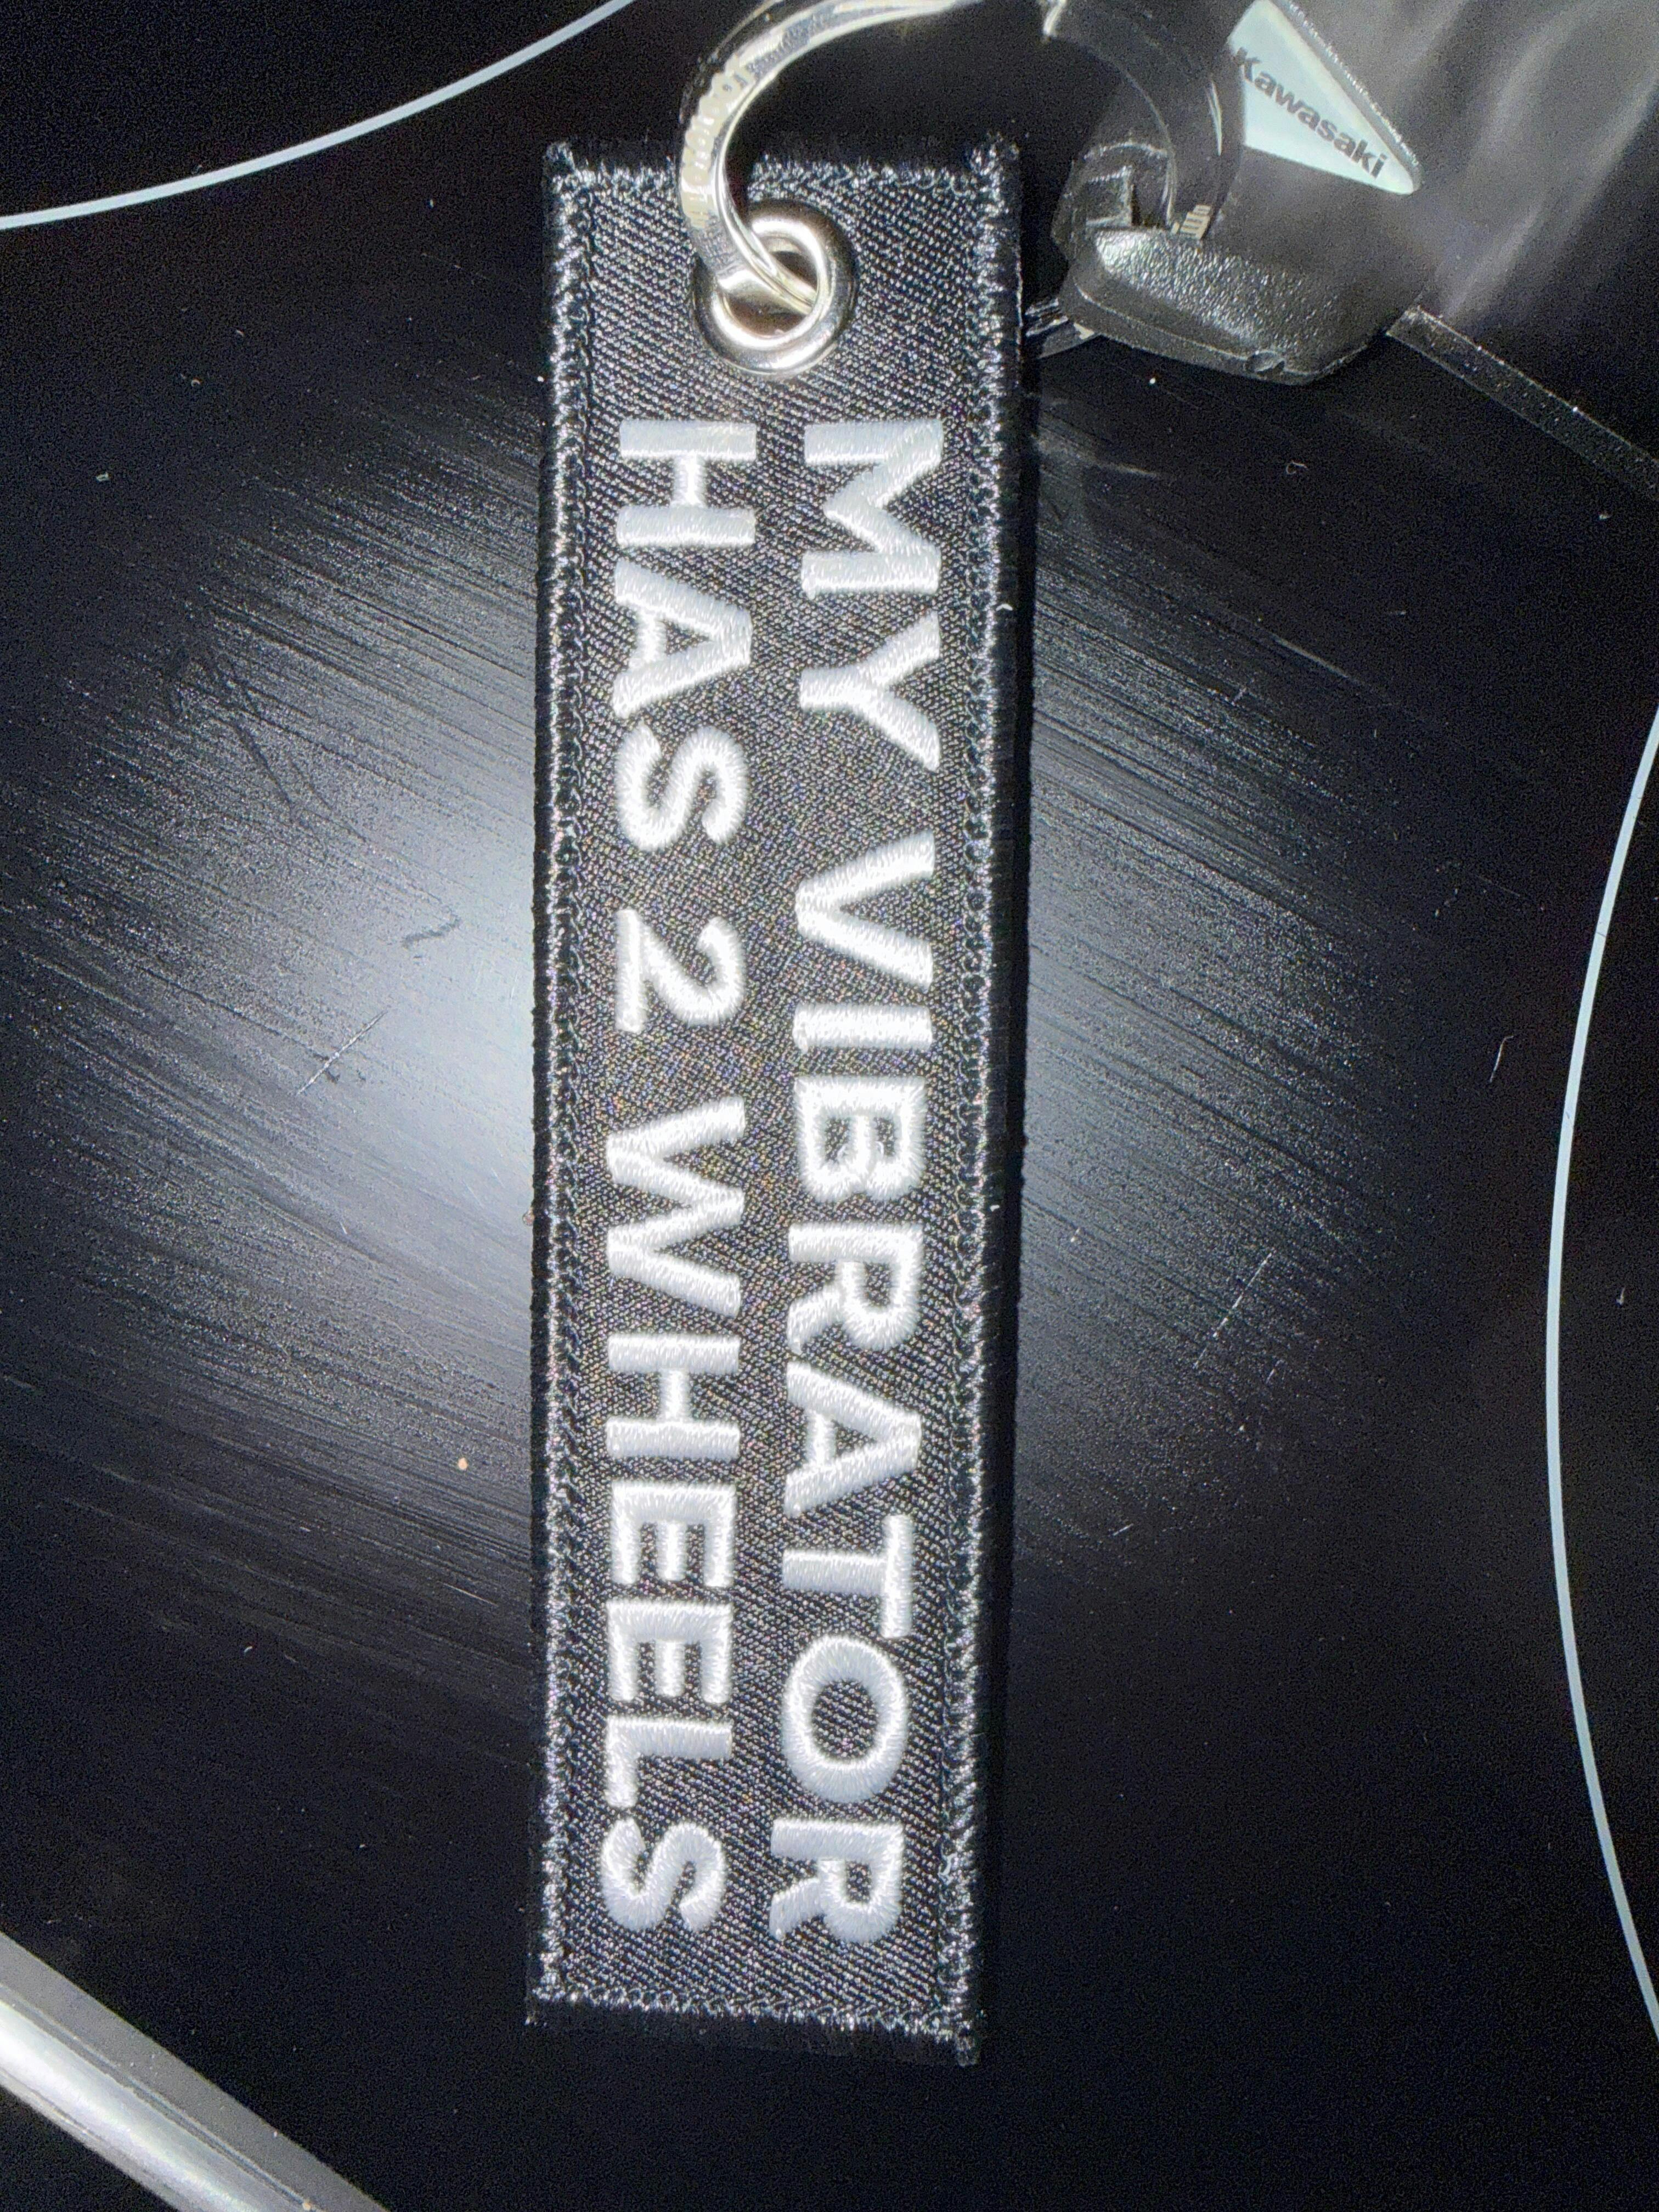 Kawasaki
MY VIBRATOR
HAS 2 WHEELS